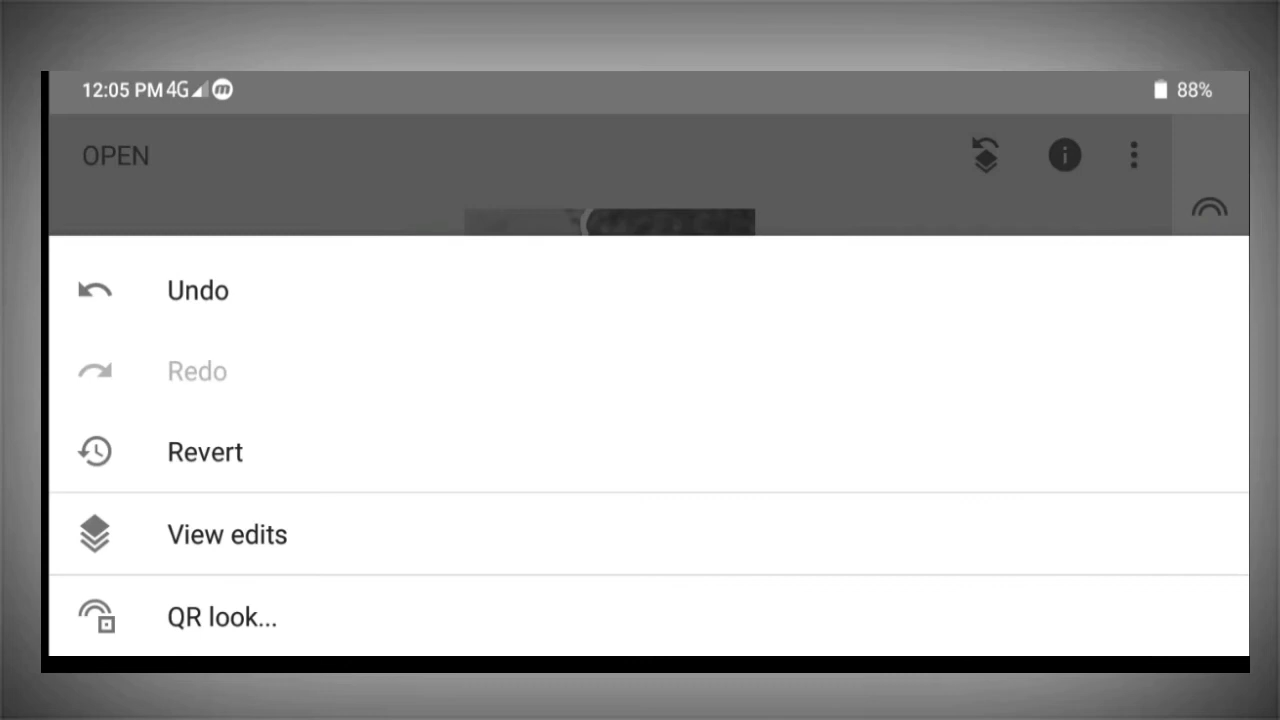 12:05 PM 4G 88%
OPEN
Undo
Redo
Revert
View edits
QR look...